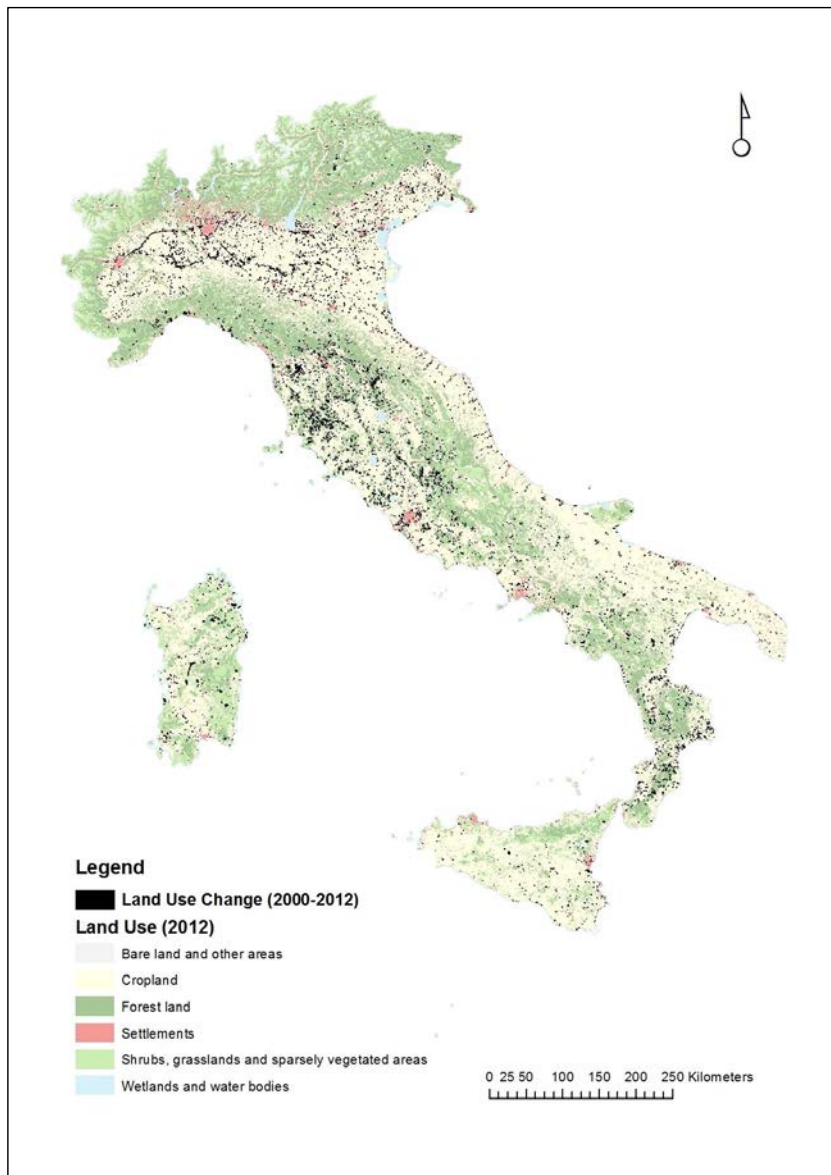 Legend
Land Use Change (2000-2012)
Land Use (2012)
Bare land and other areas
Cropland
Forest land
Settlements
Shrubs, grasslands and sparsely vegetated areas
Wetlands and water bodies
0 25 50 100 150 200 250 Kilometers